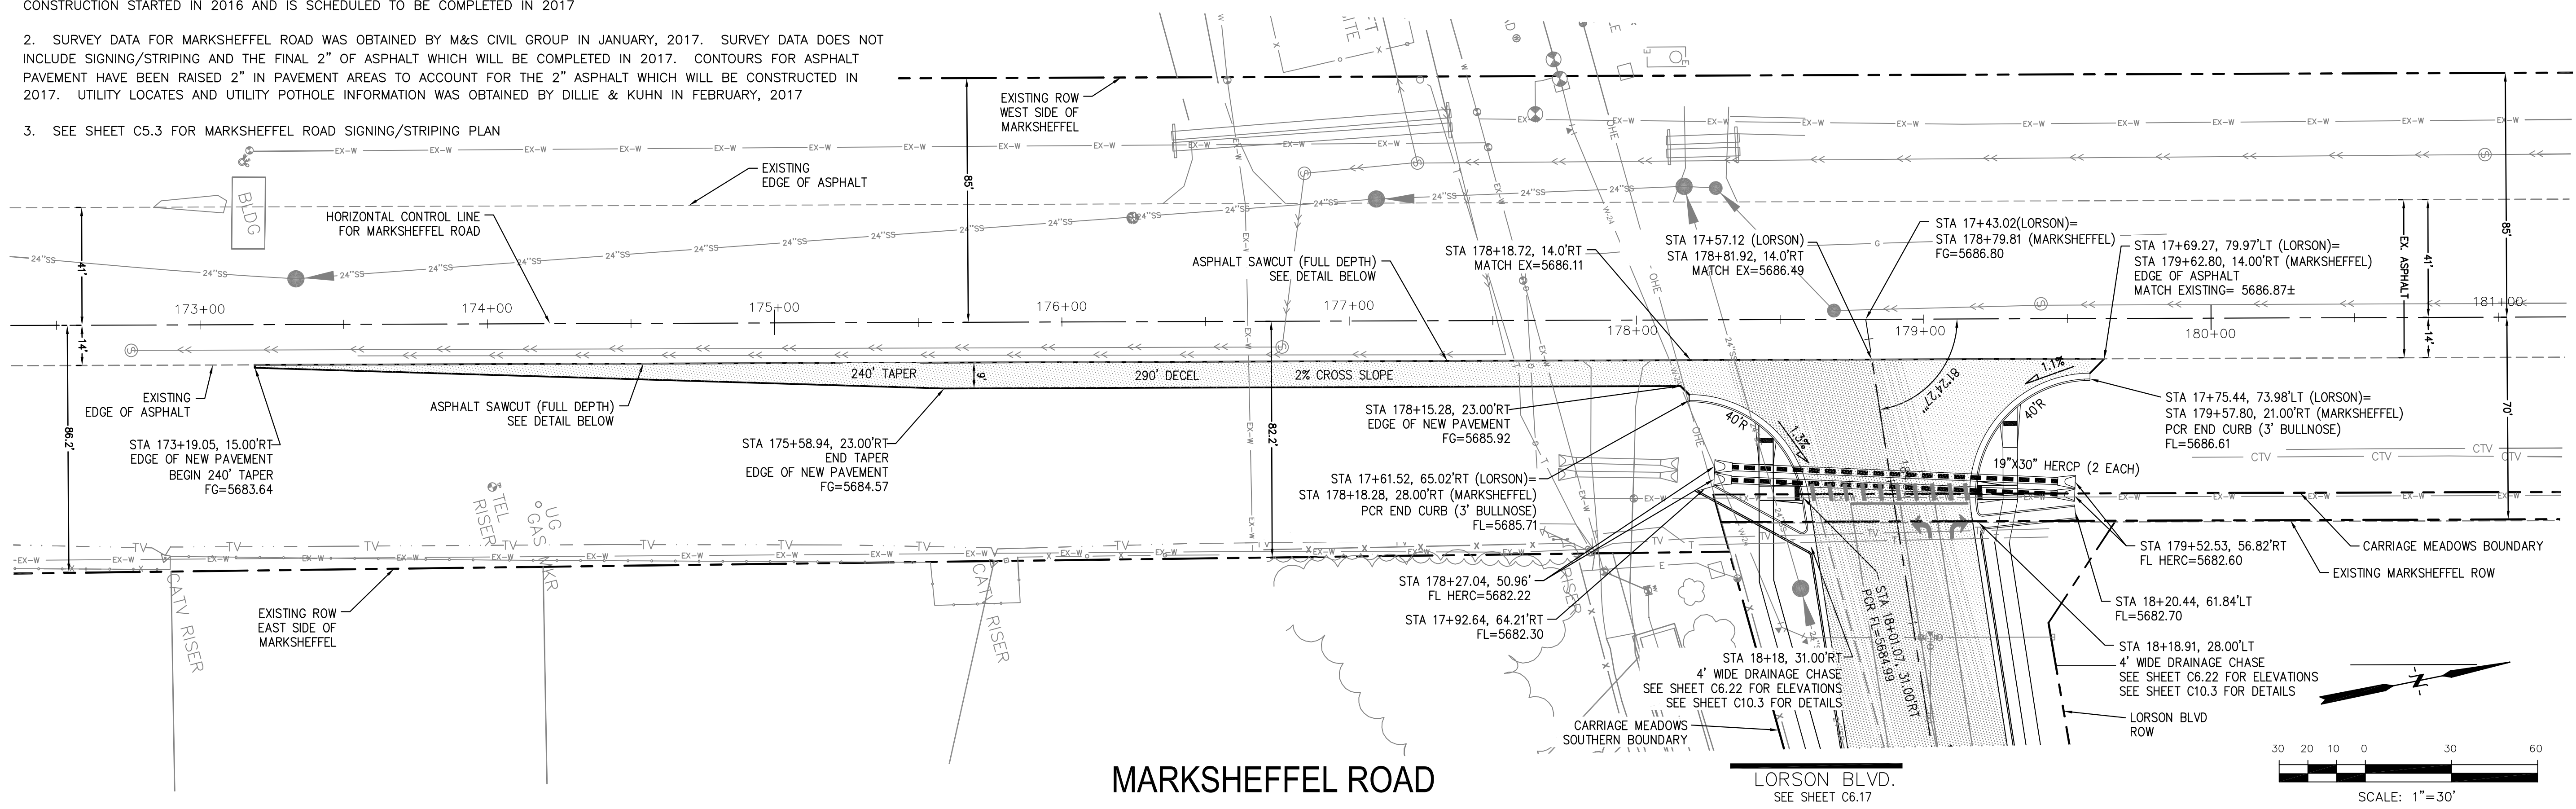 CONSTRUCTION STARTED IN 2016 AND IS SCHEDULED TO BE COMPLETED IN 2017
2. SURVEY DATA FOR MARKSHEFFEL ROAD WAS OBTAINED BY M&S CIVIL GROUP IN JANUARY, 2017. SURVEY DATA DOES NOT
INCLUDE SIGNING/STRIPING AND THE FINAL 2" OF ASPHALT WHICH WILL BE COMPLETED IN 2017. CONTOURS FOR ASPHALT
PAVEMENT HAVE BEEN RAISED 2" IN PAVEMENT AREAS TO ACCOUNT FOR THE 2" ASPHALT WHICH WILL BE CONSTRUCTED IN
2017. UTILITY LOCATES AND UTILITY POTHOLE INFORMATION WAS OBTAINED BY DILLIE & KUHN IN FEBRUARY, 2017
3. SEE SHEET C5.3 FOR MARKSHEFFEL ROAD SIGNING/STRIPING PLAN
EXISTING ROW
WEST SIDE OF
MARKSHEFFEL
85'
EXISTING
EDGE OF ASPHALT
BLDG
HORIZONTAL CONTROL LINE
FOR MARKSHEFFEL ROAD
41'
14'
86.2'
173+00
174+00
175+00
176+00
177+00
178+00
179+00
180+00
181+00
ASPHALT SAWCUT (FULL DEPTH)
SEE DETAIL BELOW
STA 178+18.72, 14.0'RT
MATCH EX=5686.11
STA 17+57.12 (LORSON)
STA 178+81.92, 14.0'RT
MATCH EX=5686.49
STA 17+43.02(LORSON)=
STA 178+79.81 (MARKSHEFFEL)
FG=5686.80
STA 17+69.27, 79.97'LT (LORSON)=
STA 179+62.80, 14.00'RT (MARKSHEFFEL)
EDGE OF ASPHALT
MATCH EXISTING= 5686.87±
EX. ASPHALT
41'
14'
85'
70'
240' TAPER
9'
290' DECEL
2% CROSS SLOPE
82.2'
81°24'27"
1.1%
40'R
40'R
1.3%
EXISTING
EDGE OF ASPHALT
ASPHALT SAWCUT (FULL DEPTH)
SEE DETAIL BELOW
STA 173+19.05, 15.00'RT
EDGE OF NEW PAVEMENT
BEGIN 240' TAPER
FG=5683.64
STA 175+58.94, 23.00'RT
END TAPER
EDGE OF NEW PAVEMENT
FG=5684.57
STA 178+15.28, 23.00'RT
EDGE OF NEW PAVEMENT
FG=5685.92
STA 17+61.52, 65.02'RT (LORSON)=
STA 178+18.28, 28.00'RT (MARKSHEFFEL)
PCR END CURB (3' BULLNOSE)
FL=5685.71
STA 17+75.44, 73.98'LT (LORSON)=
STA 179+57.80, 21.00'RT (MARKSHEFFEL)
PCR END CURB (3' BULLNOSE)
FL=5686.61
19"X30" HERCP (2 EACH)
STA 178+27.04, 50.96'
FL HERC=5682.22
STA 17+92.64, 64.21'RT
FL=5682.30
STA 179+52.53, 56.82'RT
FL HERC=5682.60
CARRIAGE MEADOWS BOUNDARY
EXISTING MARKSHEFFEL ROW
STA 18+20.44, 61.84'LT
FL=5682.70
STA 18+18.91, 28.00'LT
4' WIDE DRAINAGE CHASE
SEE SHEET C6.22 FOR ELEVATIONS
SEE SHEET C10.3 FOR DETAILS
STA 18+01.07, 31.00'RT
PCR FL=5684.99
STA 18+18, 31.00'RT
4' WIDE DRAINAGE CHASE
SEE SHEET C6.22 FOR ELEVATIONS
SEE SHEET C10.3 FOR DETAILS
CARRIAGE MEADOWS
SOUTHERN BOUNDARY
LORSON BLVD
ROW
EXISTING ROW
EAST SIDE OF
MARKSHEFFEL
TEL
RISER
UG
GAS MKR
CATV RISER
CATV RISER
RISER
EX-W
24"SS
TV
CTV
OHE
W-24
N
MARKSHEFFEL ROAD
LORSON BLVD.
SEE SHEET C6.17
30 20 10 0 30 60
SCALE: 1"=30'